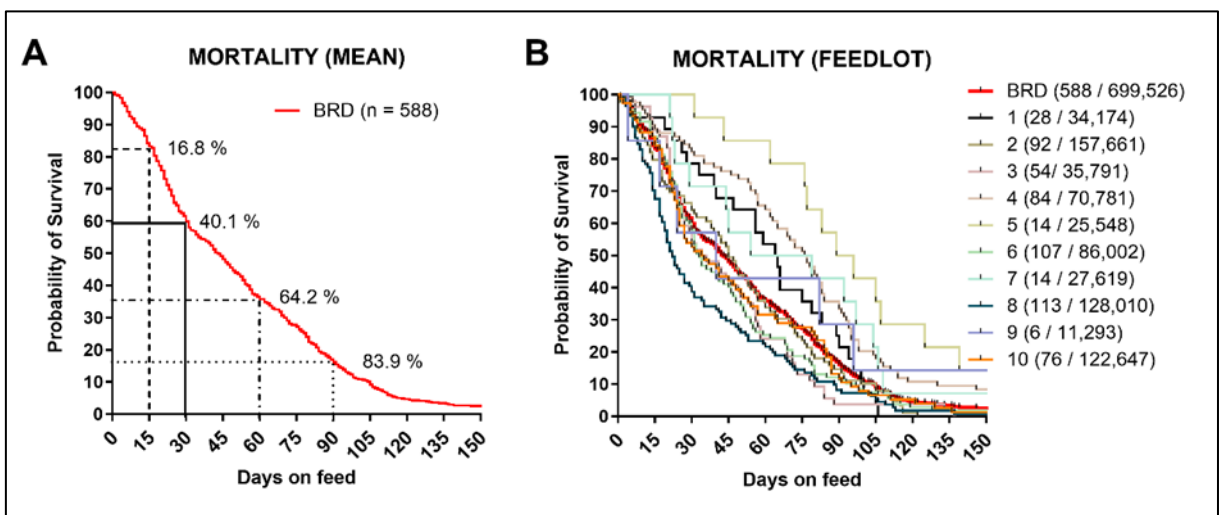 A
MORTALITY (MEAN)
Probability of Survival
100
90
80
70
60
50
40
30
20
10
0
BRD (n = 588)
16.8 %
40.1 %
64.2 %
83.9 %
0 15 30 45 60 75 90 105 120 135 150
Days on feed
B
MORTALITY (FEEDLOT)
Probability of Survival
100
90
80
70
60
50
40
30
20
10
0
0 15 30 45 60 75 90 105 120 135 150
Days on feed
BRD (588 / 699,526)
1 (28 / 34,174)
2 (92 / 157,661)
3 (54/ 35,791)
4 (84 / 70,781)
5 (14 / 25,548)
6 (107 / 86,002)
7 (14 / 27,619)
8 (113 / 128,010)
9 (6 / 11,293)
10 (76 / 122,647)